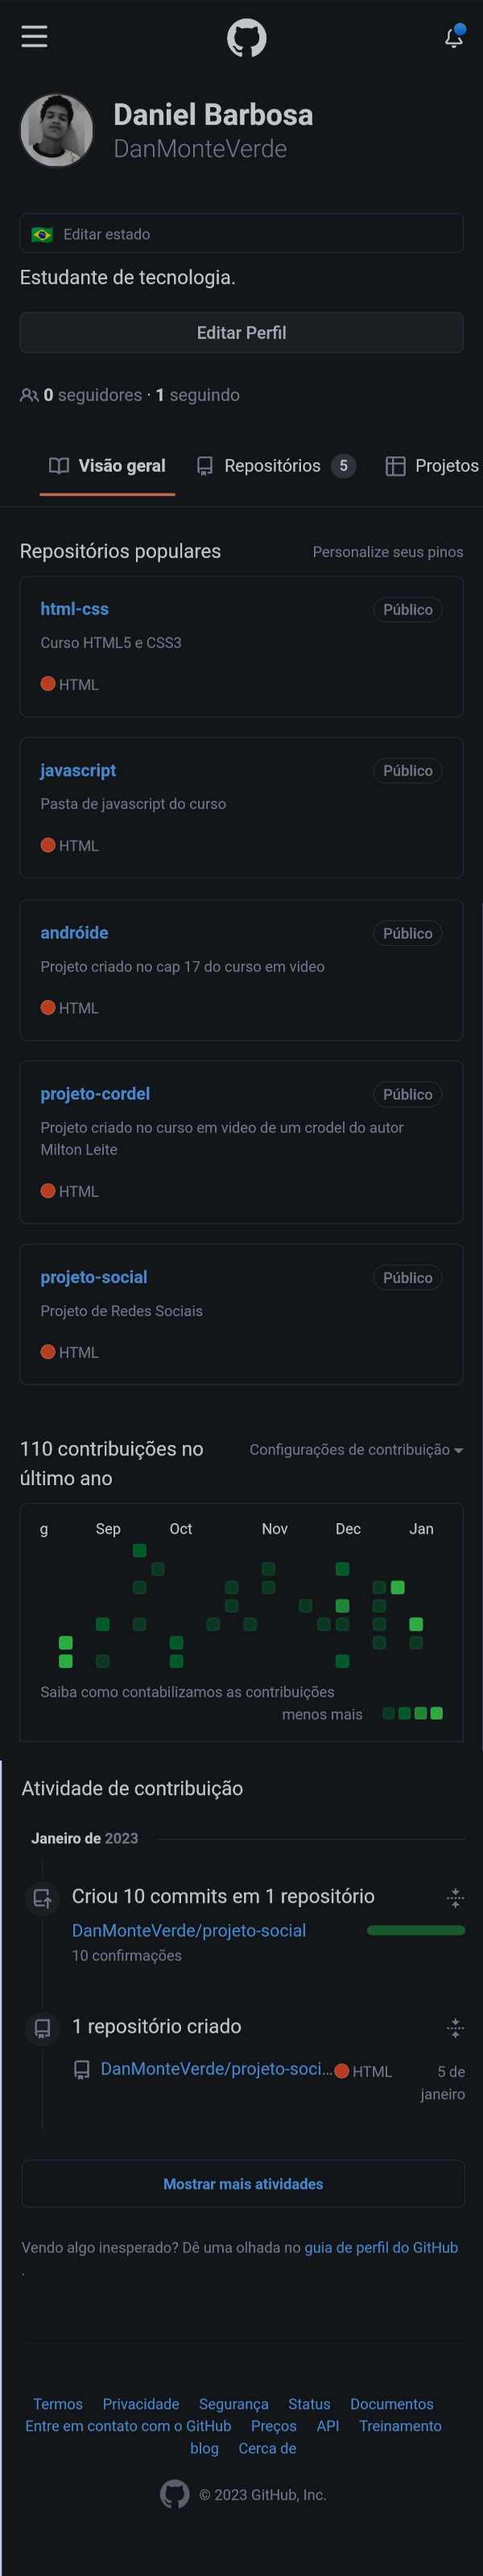 Daniel Barbosa
DanMonteVerde
Editar estado
Estudante de tecnologia.
Editar Perfil
0 seguidores · 1 seguindo
Visão geral Repositórios 5 Projetos
Repositórios populares Personalize seus pinos
html-css Público
Curso HTML5 e CSS3
HTML
javascript Público
Pasta de javascript do curso
HTML
andróide Público
Projeto criado no cap 17 do curso em video
HTML
projeto-cordel Público
Projeto criado no curso em video de um crodel do autor
Milton Leite
HTML
projeto-social Público
Projeto de Redes Sociais
HTML
110 contribuições no Configurações de contribuição
último ano
g Sep Oct Nov Dec Jan
Saiba como contabilizamos as contribuições
menos mais
Atividade de contribuição
Janeiro de 2023
Criou 10 commits em 1 repositório
DanMonteVerde/projeto-social
10 confirmações
1 repositório criado
DanMonteVerde/projeto-soci... HTML 5 de
janeiro
Mostrar mais atividades
Vendo algo inesperado? Dê uma olhada no guia de perfil do GitHub
.
Termos Privacidade Segurança Status Documentos
Entre em contato com o GitHub Preços API Treinamento
blog Cerca de
© 2023 GitHub, Inc.